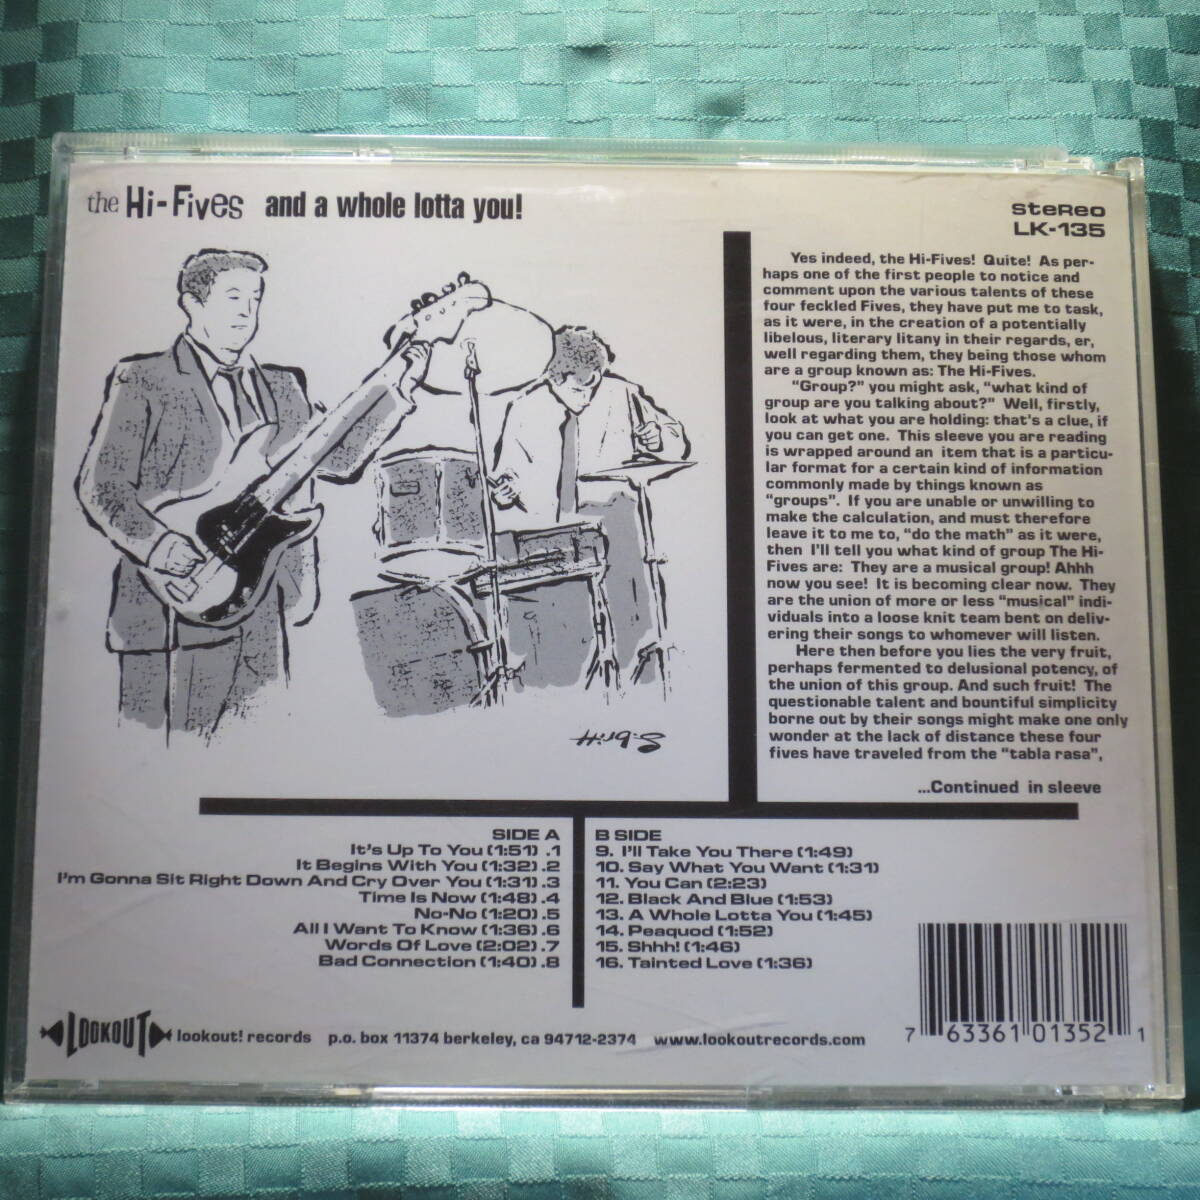 the Hi-Fives and a whole lotta you!
steReo
LK-135
Yes indeed, the Hi-Fives! Quite! As per-
haps one of the first people to notice and
comment upon the various talents of these
four feckled Fives, they have put me to task,
as it were, in the creation of a potentially
libelous, literary litany in their regards, er,
well regarding them, they being those whom
are a group known as: The Hi-Fives.
"Group?" you might ask, "what kind of
group are you talking about?" Well, firstly,
look at what you are holding: that's a clue, if
you can get one. This sleeve you are reading
is wrapped around an item that is a particu-
lar format for a certain kind of information
commonly made by things known as
"groups". If you are unable or unwilling to
make the calculation, and must therefore
leave it to me to, "do the math" as it were,
then I'll tell you what kind of group The Hi-
Fives are: They are a musical group! Ahhh
now you see! It is becoming clear now. They
are the union of more or less "musical" indi-
viduals into a loose knit team bent on deliv-
ering their songs to whomever will listen.
Here then before you lies the very fruit,
perhaps fermented to delusional potency, of
the union of this group. And such fruit! The
questionable talent and bountiful simplicity
borne out by their songs might make one only
wonder at the lack of distance these four
fives have traveled from the "tabla rasa",
...Continued in sleeve
S.britt
SIDE A
It's Up To You (1:51) .1
It Begins With You (1:32) .2
I'm Gonna Sit Right Down And Cry Over You (1:31) .3
Time Is Now (1:48) .4
No-No (1:20) .5
All I Want To Know (1:36) .6
Words Of Love (2:02) .7
Bad Connection (1:40) .8
B SIDE
9. I'll Take You There (1:49)
10. Say What You Want (1:31)
11. You Can (2:23)
12. Black And Blue (1:53)
13. A Whole Lotta You (1:45)
14. Peaquod (1:52)
15. Shhh! (1:46)
16. Tainted Love (1:36)
LOOKOUT lookout! records p.o. box 11374 berkeley, ca 94712-2374 www.lookoutrecords.com
7 63361 01352 1